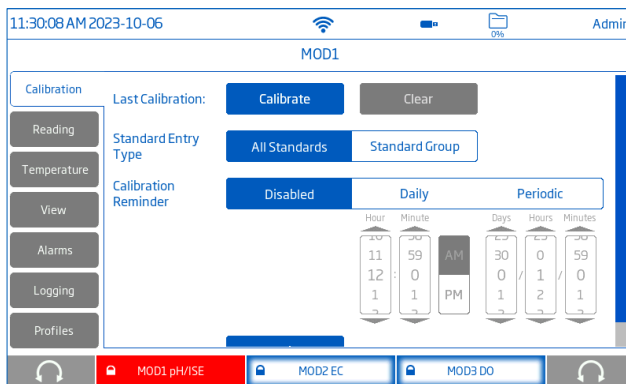 11:30:08 AM 2023-10-06
0%
Admin
MOD1
Calibration
Last Calibration:
Calibrate
Clear
Reading
Standard Entry
Type
All Standards
Standard Group
Temperature
Calibration
Reminder
Disabled
Daily
Periodic
View
Hour
Minute
Days
Hours
Minutes
Alarms
11
59
AM
30
0
59
12
:
0
0
/
1
/
0
Logging
1
1
PM
1
2
1
Profiles
MOD1 pH/ISE
MOD2 EC
MOD3 DO